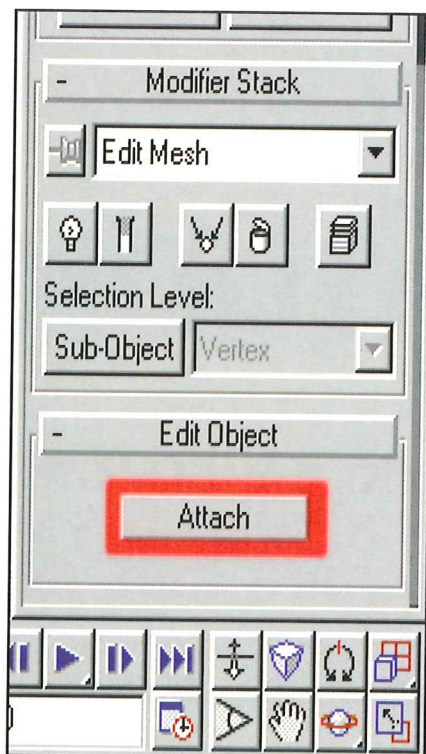 - Modifier Stack
Edit Mesh
Selection Level:
Sub-Object Vertex
- Edit Object
Attach